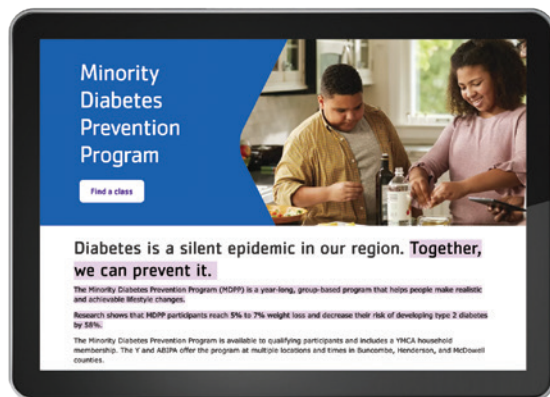 Minority
Diabetes
Prevention
Program
Find a class
Diabetes is a silent epidemic in our region. Together,
we can prevent it.
The Minority Diabetes Prevention Program (MDPP) is a year-long, group-based program that helps people make realistic
and achievable lifestyle changes.
Research shows that MDPP participants reach 5% to 7% weight loss and decrease their risk of developing type 2 diabetes
by 58%.
The Minority Diabetes Prevention Program is available to qualifying participants and includes a YMCA household
membership. The Y and ABIPA offer the program at multiple locations and times in Buncombe, Henderson, and McDowell
counties.